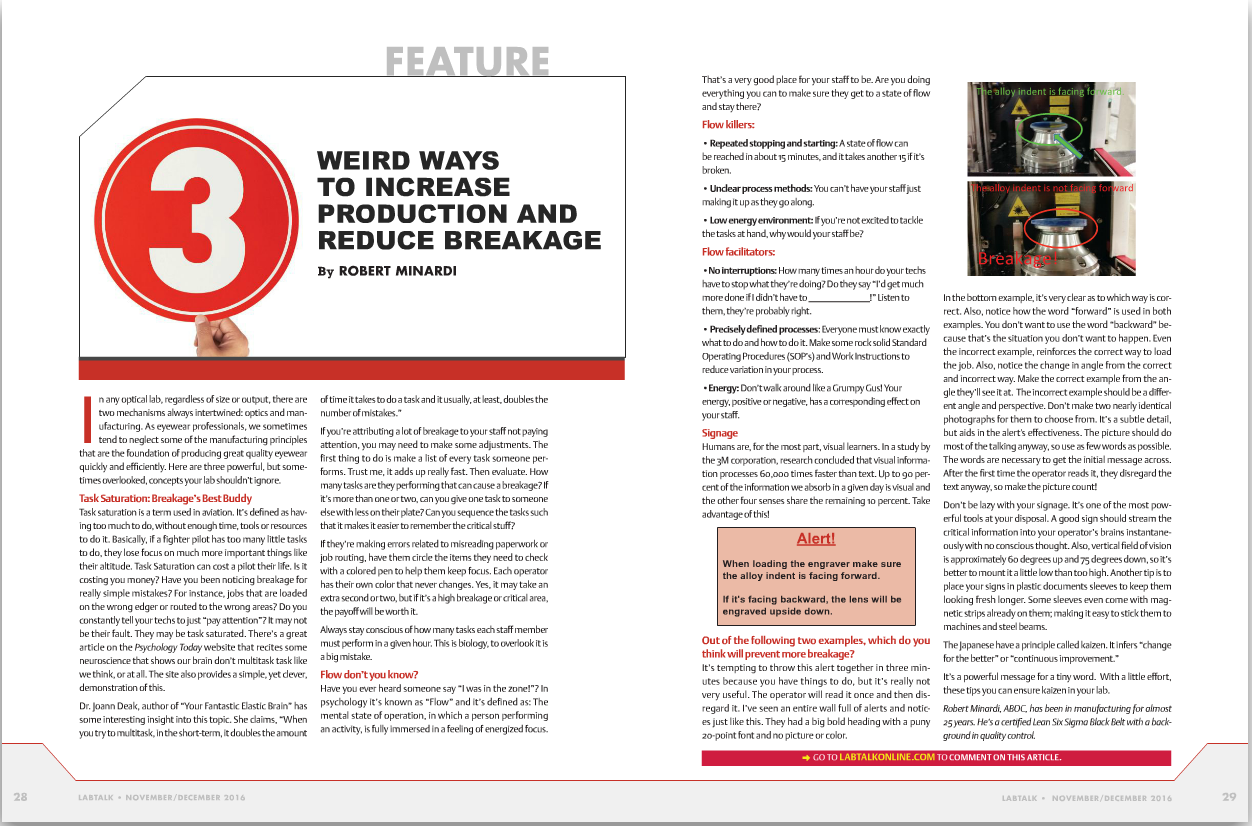 FEATURE
3
WEIRD WAYS
TO INCREASE
PRODUCTION AND
REDUCE BREAKAGE
By ROBERT MINARDI
In any optical lab, regardless of size or output, there are
two mechanisms always intertwined: optics and man-
ufacturing. As eyewear professionals, we sometimes
tend to neglect some of the manufacturing principles
that are the foundation of producing great quality eyewear
quickly and efficiently. Here are three powerful, but some-
times overlooked, concepts your lab shouldn't ignore.
Task Saturation: Breakage's Best Buddy
Task saturation is a term used in aviation. It's defined as hav-
ing too much to do, without enough time, tools or resources
to do it. Basically, if a fighter pilot has too many little tasks
to do, they lose focus on much more important things like
their altitude. Task Saturation can cost a pilot their life. Is it
costing you money? Have you been noticing breakage for
really simple mistakes? For instance, jobs that are loaded
on the wrong edger or routed to the wrong areas? Do you
constantly tell your techs to just "pay attention"? It may not
be their fault. They may be task saturated. There's a great
article on the Psychology Today website that recites some
neuroscience that shows our brain don't multitask task like
we think, or at all. The site also provides a simple, yet clever,
demonstration of this.
Dr. Joann Deak, author of "Your Fantastic Elastic Brain" has
some interesting insight into this topic. She claims, "When
you try to multitask, in the short-term, it doubles the amount
of time it takes to do a task and it usually, at least, doubles the
number of mistakes."
If you're attributing a lot of breakage to your staff not paying
attention, you may need to make some adjustments. The
first thing to do is make a list of every task someone per-
forms. Trust me, it adds up really fast. Then evaluate. How
many tasks are they performing that can cause a breakage? If
it's more than one or two, can you give one task to someone
else with less on their plate? Can you sequence the tasks such
that it makes it easier to remember the critical stuff?
If they're making errors related to misreading paperwork or
job routing, have them circle the items they need to check
with a colored pen to help them keep focus. Each operator
has their own color that never changes. Yes, it may take an
extra second or two, but if it's a high breakage or critical area,
the payoff will be worth it.
Always stay conscious of how many tasks each staff member
must perform in a given hour. This is biology, to overlook it is
a big mistake.
Flow don't you know?
Have you ever heard someone say "I was in the zone!"? In
psychology it's known as "Flow" and it's defined as: The
mental state of operation, in which a person performing
an activity, is fully immersed in a feeling of energized focus.
That's a very good place for your staff to be. Are you doing
everything you can to make sure they get to a state of flow
and stay there?
Flow killers:
• Repeated stopping and starting: A state of flow can
be reached in about 15 minutes, and it takes another 15 if it's
broken.
• Unclear process methods: You can't have your staff just
making it up as they go along.
• Low energy environment: If you're not excited to tackle
the tasks at hand, why would your staff be?
Flow facilitators:
• No interruptions: How many times an hour do your techs
have to stop what they're doing? Do they say "I'd get much
more done if I didn't have to ____________!" Listen to
them, they're probably right.
• Precisely defined processes: Everyone must know exactly
what to do and how to do it. Make some rock solid Standard
Operating Procedures (SOP's) and Work Instructions to
reduce variation in your process.
• Energy: Don't walk around like a Grumpy Gus! Your
energy, positive or negative, has a corresponding effect on
your staff.
Signage
Humans are, for the most part, visual learners. In a study by
the 3M corporation, research concluded that visual informa-
tion processes 60,000 times faster than text. Up to 90 per-
cent of the information we absorb in a given day is visual and
the other four senses share the remaining 10 percent. Take
advantage of this!
Alert!
When loading the engraver make sure
the alloy indent is facing forward.
If it's facing backward, the lens will be
engraved upside down.
Out of the following two examples, which do you
think will prevent more breakage?
It's tempting to throw this alert together in three min-
utes because you have things to do, but it's really not
very useful. The operator will read it once and then dis-
regard it. I've seen an entire wall full of alerts and notic-
es just like this. They had a big bold heading with a puny
20-point font and no picture or color.
The alloy indent is facing forward.
The alloy indent is not facing forward
Breakage!
In the bottom example, it's very clear as to which way is cor-
rect. Also, notice how the word "forward" is used in both
examples. You don't want to use the word "backward" be-
cause that's the situation you don't want to happen. Even
the incorrect example, reinforces the correct way to load
the job. Also, notice the change in angle from the correct
and incorrect way. Make the correct example from the an-
gle they'll see it at. The incorrect example should be a differ-
ent angle and perspective. Don't make two nearly identical
photographs for them to choose from. It's a subtle detail,
but aids in the alert's effectiveness. The picture should do
most of the talking anyway, so use as few words as possible.
The words are necessary to get the initial message across.
After the first time the operator reads it, they disregard the
text anyway, so make the picture count!
Don't be lazy with your signage. It's one of the most pow-
erful tools at your disposal. A good sign should stream the
critical information into your operator's brains instantane-
ously with no conscious thought. Also, vertical field of vision
is approximately 60 degrees up and 75 degrees down, so it's
better to mount it a little low than too high. Another tip is to
place your signs in plastic documents sleeves to keep them
looking fresh longer. Some sleeves even come with mag-
netic strips already on them; making it easy to stick them to
machines and steel beams.
The Japanese have a principle called kaizen. It infers "change
for the better" or "continuous improvement."
It's a powerful message for a tiny word. With a little effort,
these tips you can ensure kaizen in your lab.
Robert Minardi, ABOC, has been in manufacturing for almost
25 years. He's a certified Lean Six Sigma Black Belt with a back-
ground in quality control.
➜ GO TO LABTALKONLINE.COM TO COMMENT ON THIS ARTICLE.
28 LABTALK • NOVEMBER/DECEMBER 2016
LABTALK • NOVEMBER/DECEMBER 2016 29